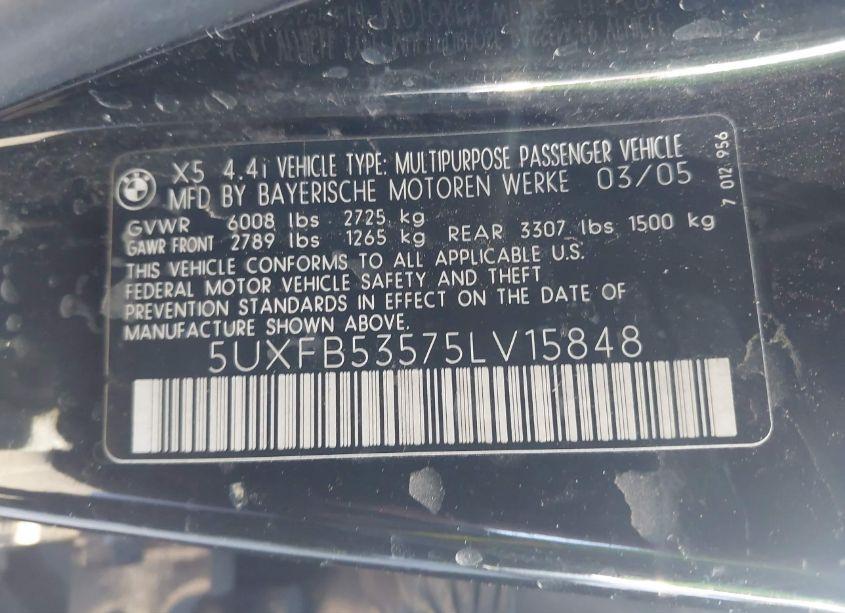 X5 4.4i VEHICLE TYPE: MULTIPURPOSE PASSENGER VEHICLE
MFD BY BAYERISCHE MOTOREN WERKE 03/05
GVWR 6008 lbs 2725 kg
GAWR FRONT 2789 lbs 1265 kg REAR 3307 lbs 1500 kg
THIS VEHICLE CONFORMS TO ALL APPLICABLE U.S.
FEDERAL MOTOR VEHICLE SAFETY AND THEFT
PREVENTION STANDARDS IN EFFECT ON THE DATE OF
MANUFACTURE SHOWN ABOVE.
5UXFB53575LV15848
7 012 956